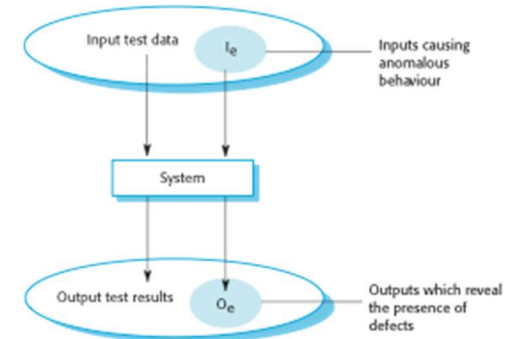 Input test data
Ie
Inputs causing
anomalous
behaviour
System
Output test results
Oe
Outputs which reveal
the presence of
defects